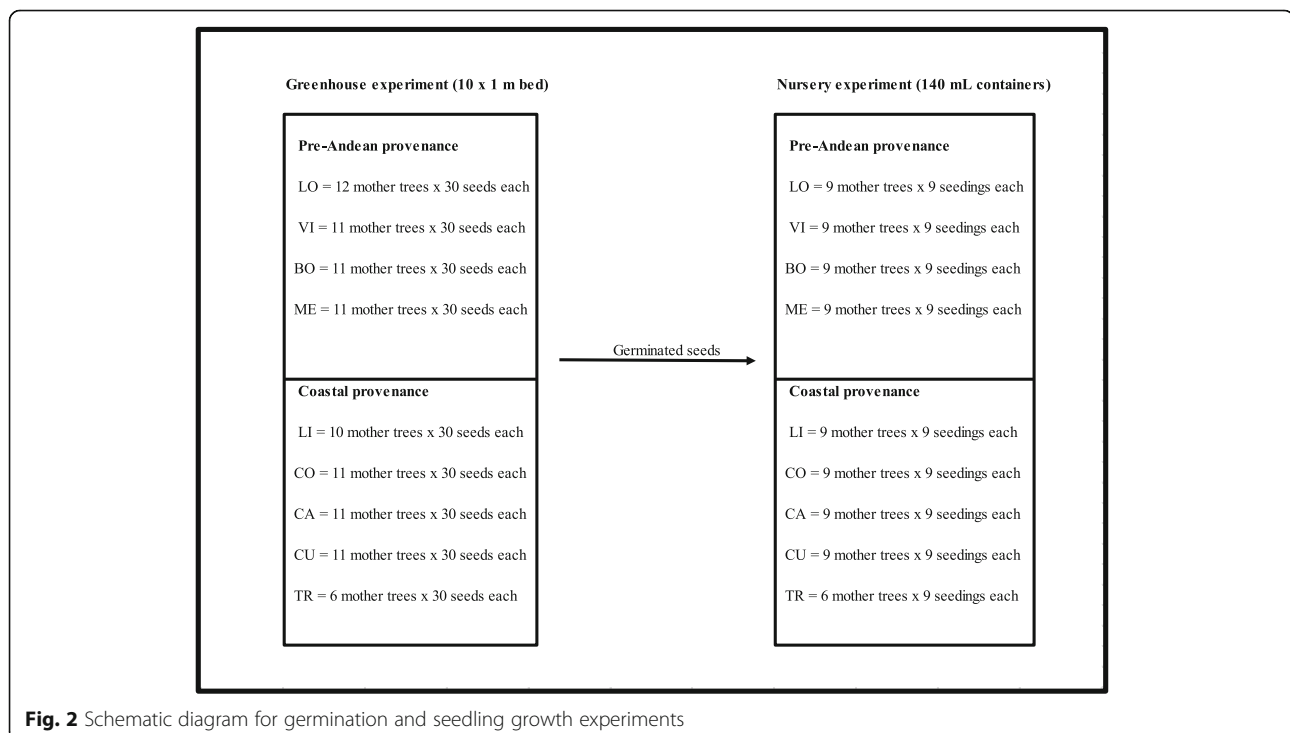 Greenhouse experiment (10 x 1 m bed)
Pre-Andean provenance
LO = 12 mother trees x 30 seeds each
VI = 11 mother trees x 30 seeds each
BO = 11 mother trees x 30 seeds each
ME = 11 mother trees x 30 seeds each
Coastal provenance
LI = 10 mother trees x 30 seeds each
CO = 11 mother trees x 30 seeds each
CA = 11 mother trees x 30 seeds each
CU = 11 mother trees x 30 seeds each
TR = 6 mother trees x 30 seeds each
Germinated seeds
Nursery experiment (140 mL containers)
Pre-Andean provenance
LO = 9 mother trees x 9 seedings each
VI = 9 mother trees x 9 seedings each
BO = 9 mother trees x 9 seedings each
ME = 9 mother trees x 9 seedings each
Coastal provenance
LI = 9 mother trees x 9 seedings each
CO = 9 mother trees x 9 seedings each
CA = 9 mother trees x 9 seedings each
CU = 9 mother trees x 9 seedings each
TR = 6 mother trees x 9 seedings each
Fig. 2 Schematic diagram for germination and seedling growth experiments